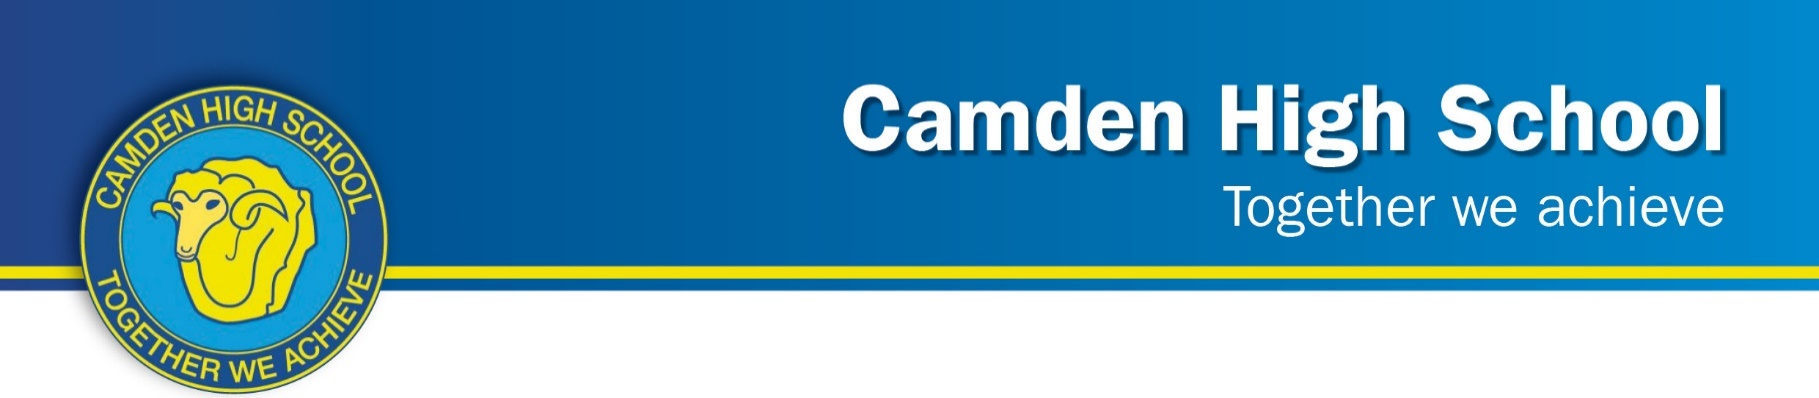 CAMDEN HIGH SCHOOL
TOGETHER WE ACHIEVE
Camden High School
Together we achieve